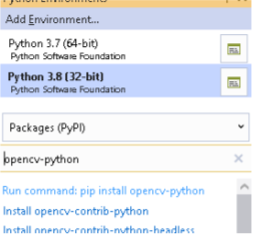 Python Environments
Add Environment...
Python 3.7 (64-bit)
Python Software Foundation
Python 3.8 (32-bit)
Python Software Foundation
Packages (PyPI)
opencv-python
Run command: pip install opencv-python
Install opencv-contrib-python
Install opencv-contrib-python-headless